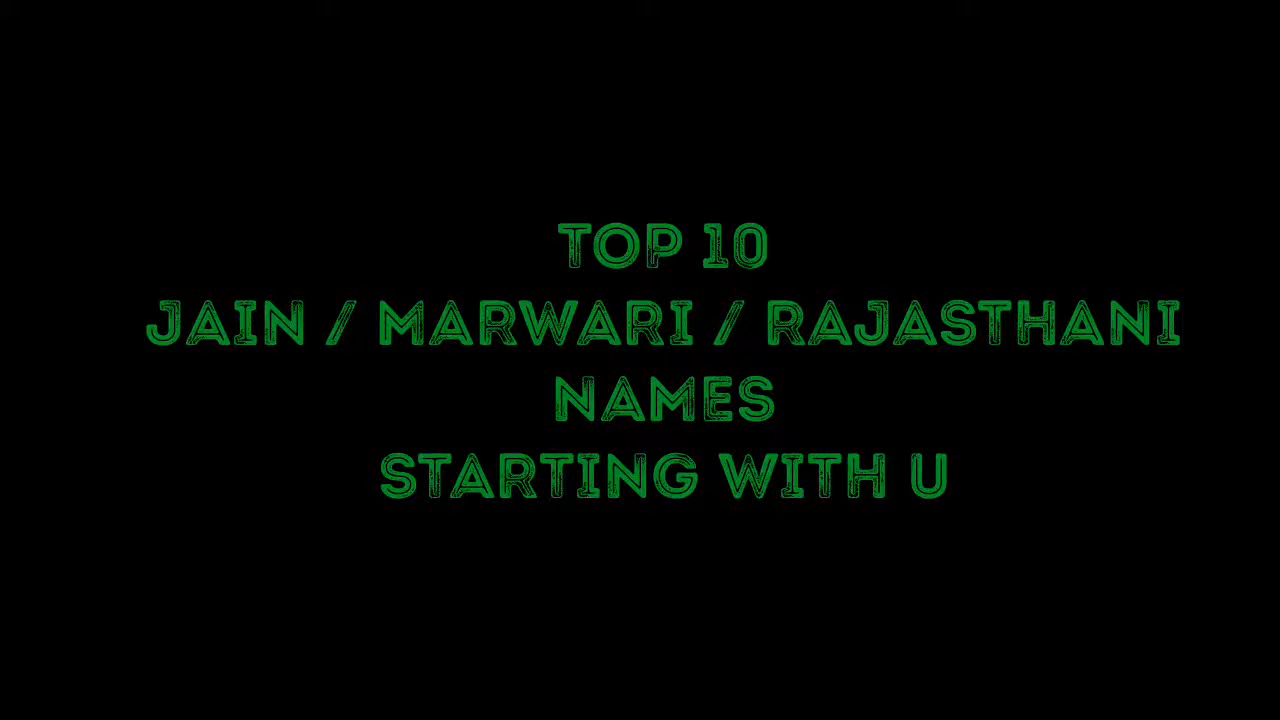 TOP 10
JAIN / MARWARI / RAJASTHANI
NAMES
STARTING WITH U